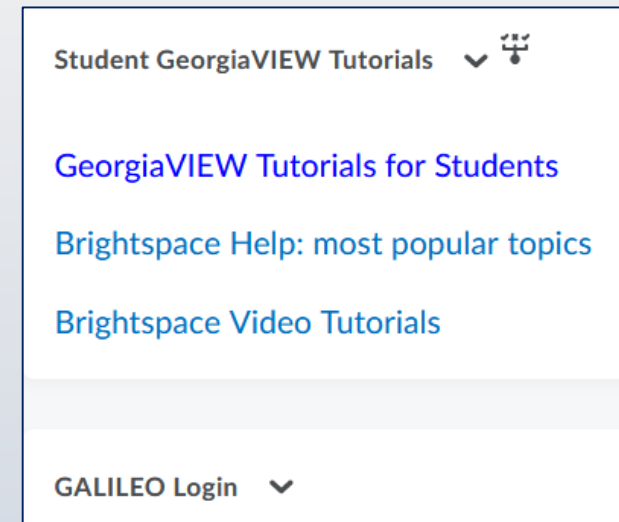 Student GeorgiaVIEW Tutorials
GeorgiaVIEW Tutorials for Students
Brightspace Help: most popular topics
Brightspace Video Tutorials
GALILEO Login